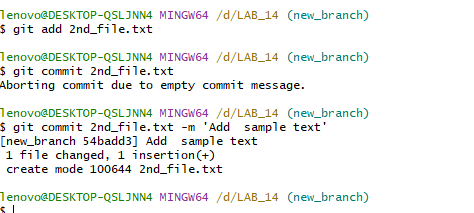 lenovo@DESKTOP-QSLJNN4 MINGW64 /d/LAB_14 (new_branch)
$ git add 2nd_file.txt
lenovo@DESKTOP-QSLJNN4 MINGW64 /d/LAB_14 (new_branch)
$ git commit 2nd_file.txt
Aborting commit due to empty commit message.
lenovo@DESKTOP-QSLJNN4 MINGW64 /d/LAB_14 (new_branch)
$ git commit 2nd_file.txt -m 'Add  sample text'
[new_branch 54badd3] Add  sample text
 1 file changed, 1 insertion(+)
 create mode 100644 2nd_file.txt
lenovo@DESKTOP-QSLJNN4 MINGW64 /d/LAB_14 (new_branch)
$